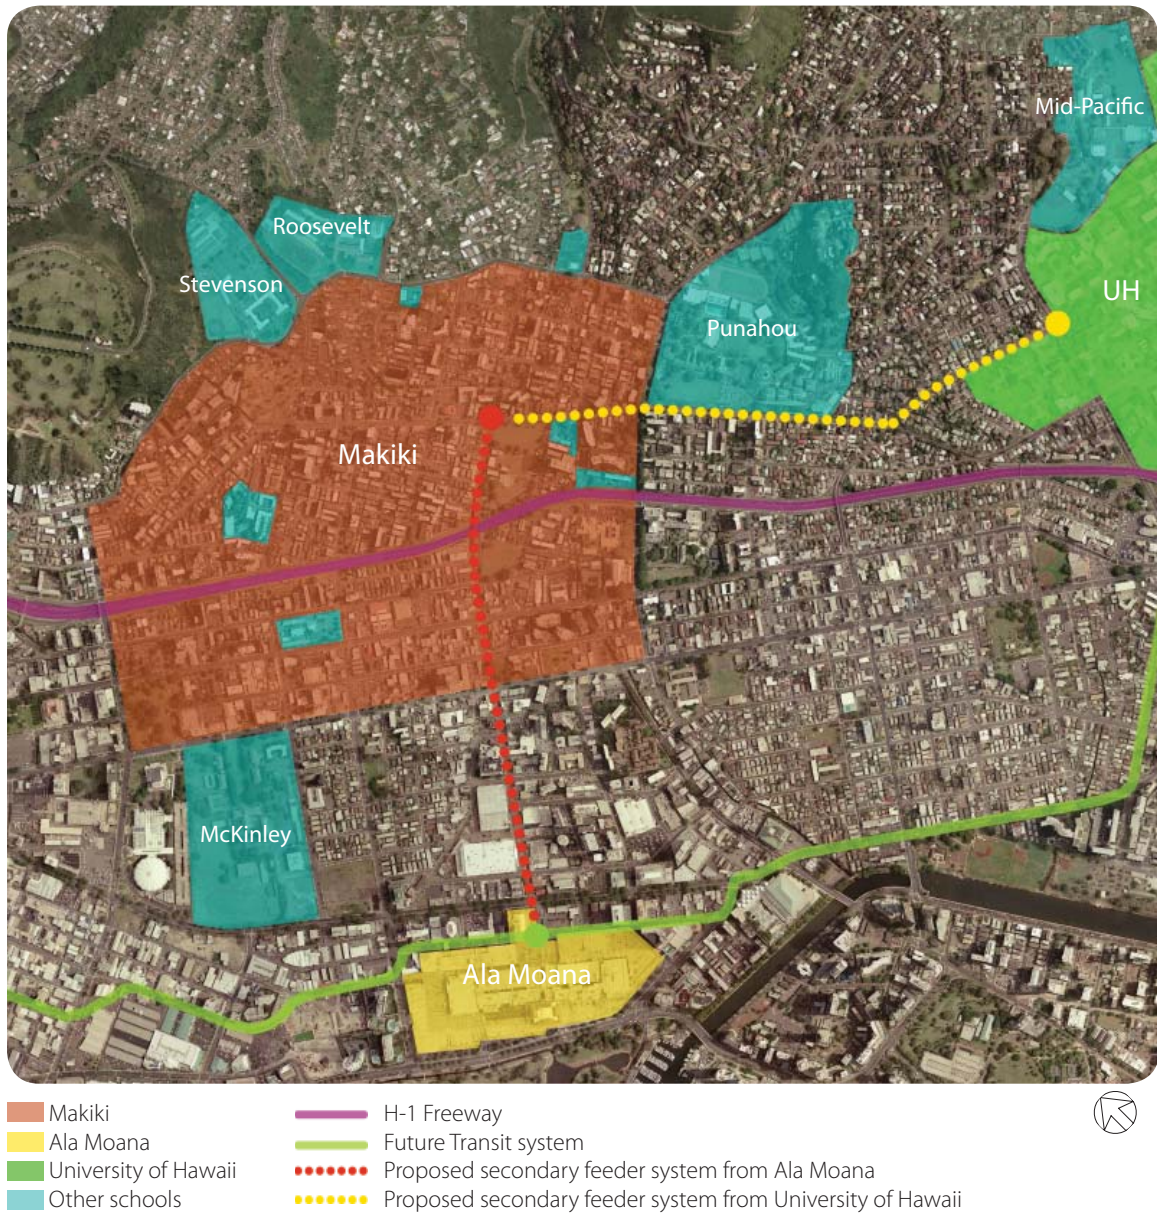 Mid-Pacific
Roosevelt
Stevenson
UH
Punahou
Makiki
McKinley
Ala Moana
Makiki
Ala Moana
University of Hawaii
Other schools
H-1 Freeway
Future Transit system
Proposed secondary feeder system from Ala Moana
Proposed secondary feeder system from University of Hawaii